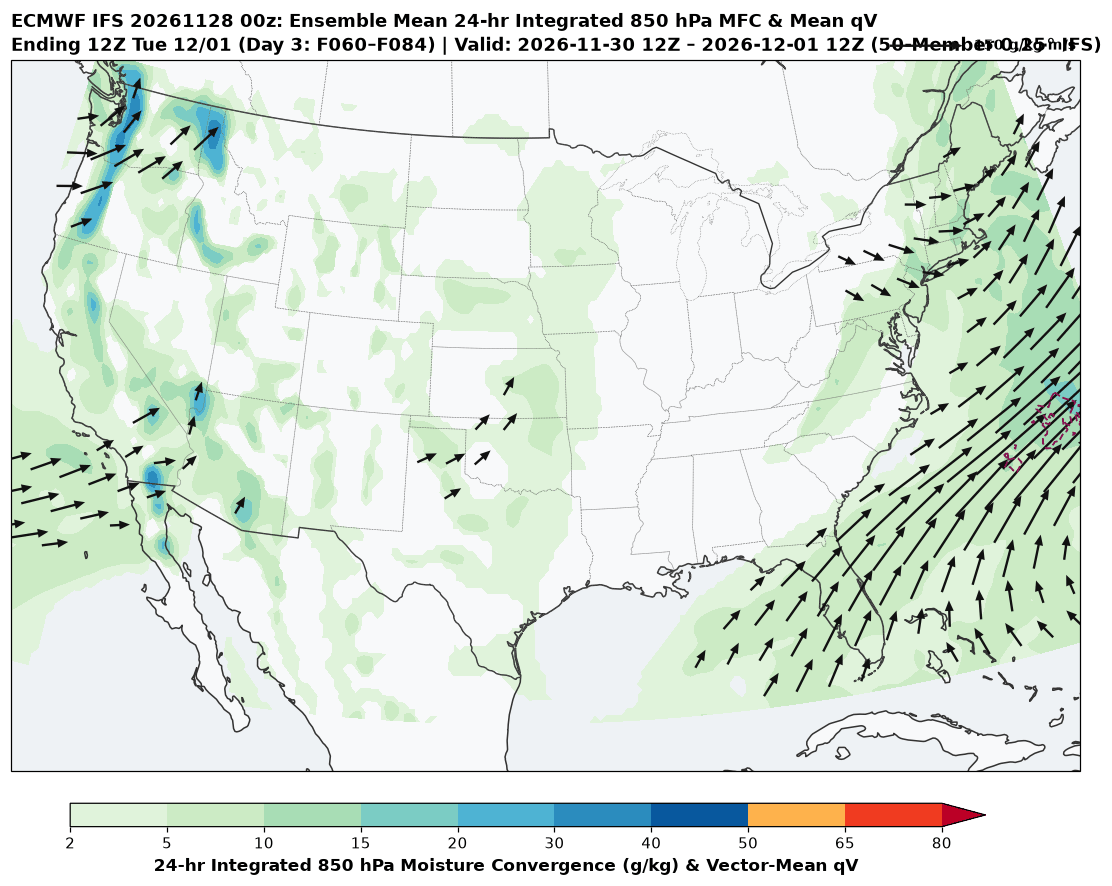 ECMWF IFS 20261128 00z: Ensemble Mean 24-hr Integrated 850 hPa MFC & Mean qV
Ending 12Z Tue 12/01 (Day 3: F060–F084) | Valid: 2026-11-30 12Z – 2026-12-01 12Z (50-Member 0.25° IFS)
150 g/kg·m/s
2 5 10 15 20 30 40 50 65 80
24-hr Integrated 850 hPa Moisture Convergence (g/kg) & Vector-Mean qV